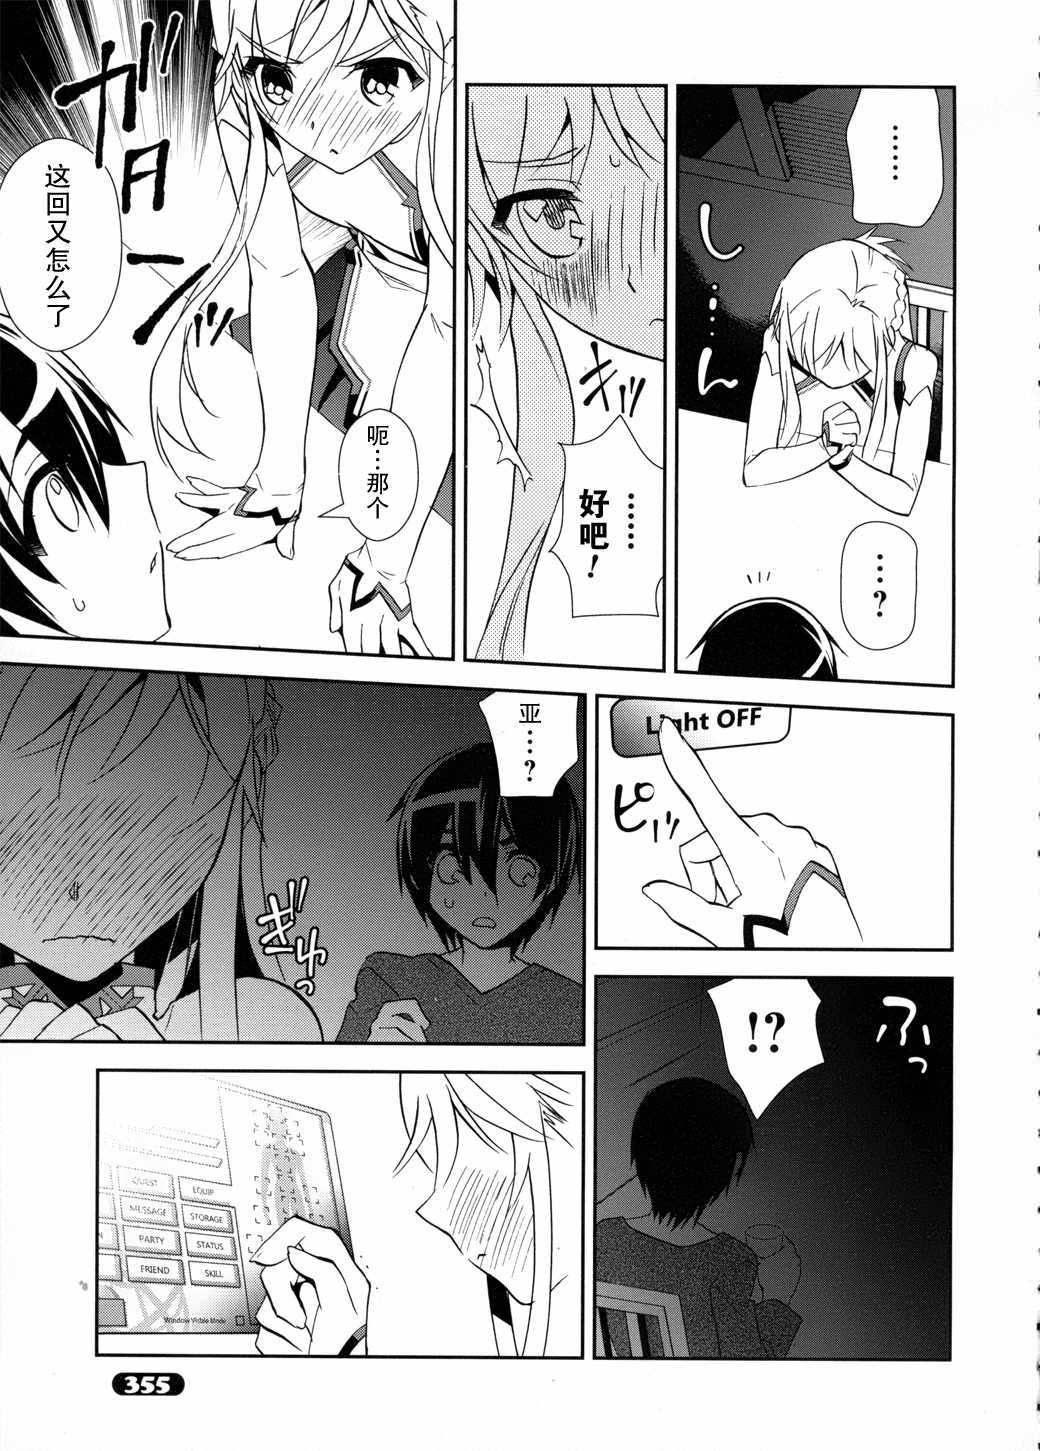 ……
し…ん
…？
キッ
……
好吧！
ガターン
这回又怎么了
呃…那个
Light OFF
ピッ
亚…？
ぎゅっ
ふっ
!?
QUEST
EQUIP
MESSAGE
STORAGE
PARTY
STATUS
FRIEND
SKILL
Window Visible Mode
355